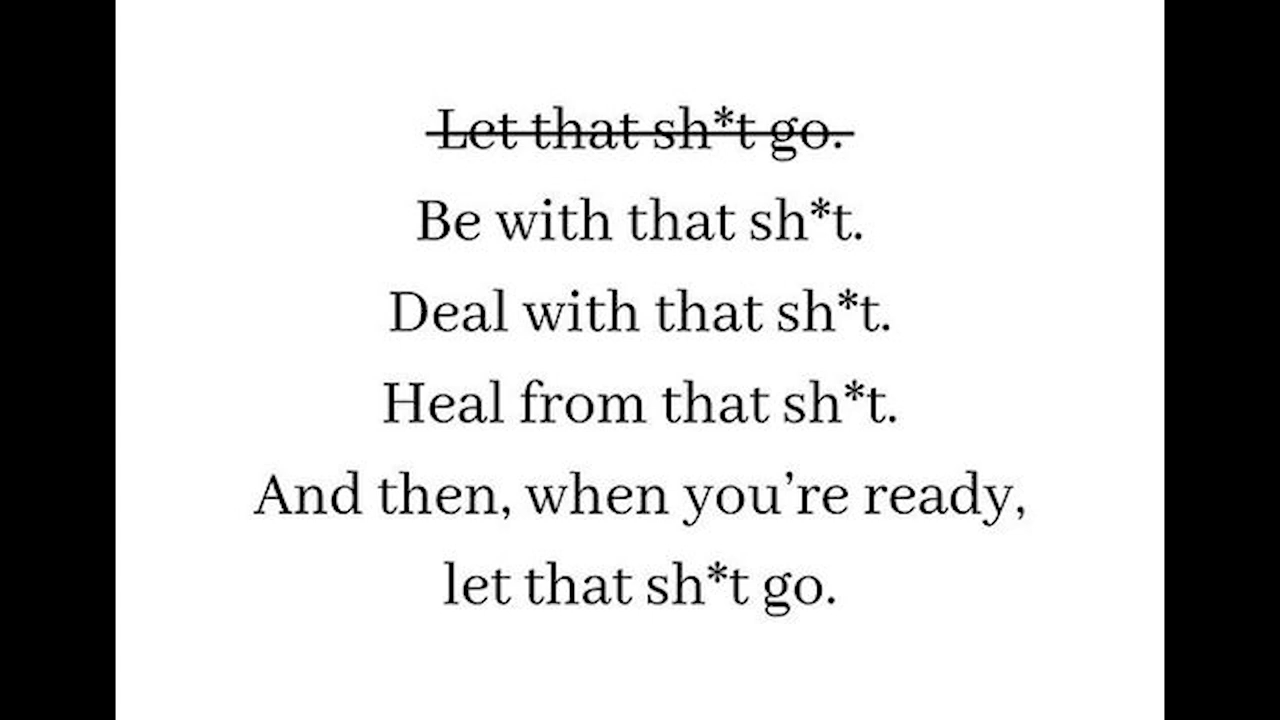 Let that sh*t go.
Be with that sh*t.
Deal with that sh*t.
Heal from that sh*t.
And then, when you’re ready,
let that sh*t go.